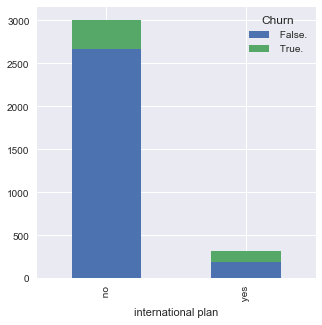 3000
2500
2000
1500
1000
500
0
Churn
False.
True.
no
yes
international plan